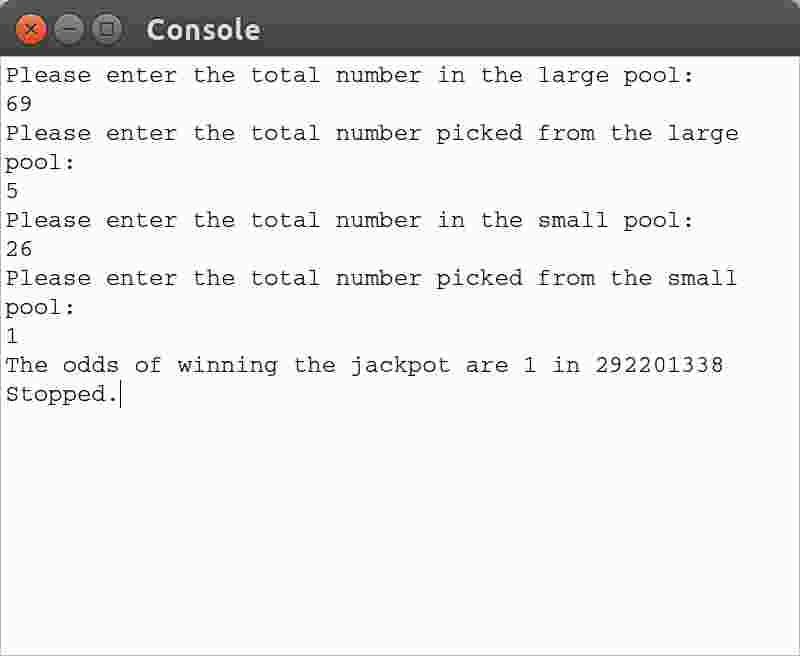 Console
Please enter the total number in the large pool:
69
Please enter the total number picked from the large
pool:
5
Please enter the total number in the small pool:
26
Please enter the total number picked from the small
pool:
1
The odds of winning the jackpot are 1 in 292201338
Stopped.